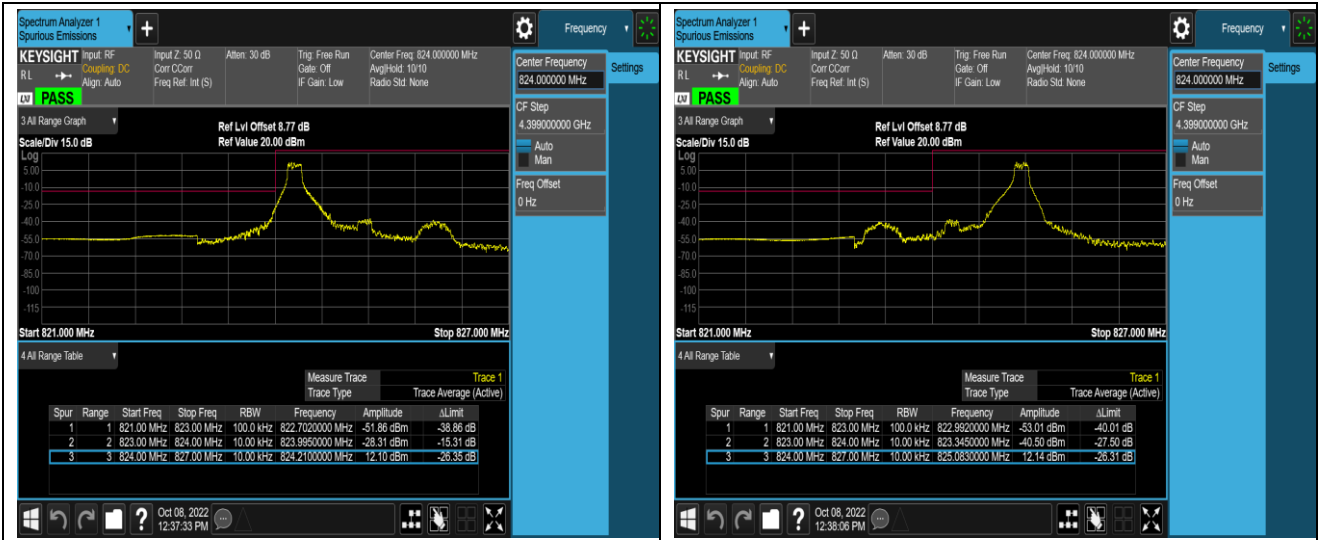 Spectrum Analyzer 1
Spurious Emissions
Frequency
KEYSIGHT Input: RF Input Z: 50 Ω Atten: 30 dB Trig: Free Run Center Freq: 824.000000 MHz
RL Coupling: DC Corr CCorr Gate: Off Avg|Hold: 10/10
Align: Auto Freq Ref: Int (S) IF Gain: Low Radio Std: None
LXI PASS
Center Frequency
824.000000 MHz
Settings
CF Step
4.399000000 GHz
Auto
Man
Freq Offset
0 Hz
3 All Range Graph
Ref Lvl Offset 8.77 dB
Scale/Div 15.0 dB Ref Value 20.00 dBm
Log
5.00
-10.0
-25.0
-40.0
-55.0
-70.0
-85.0
-100
-115
Start 821.000 MHz Stop 827.000 MHz
4 All Range Table
Measure Trace Trace 1
Trace Type Trace Average (Active)
Spur Range Start Freq Stop Freq RBW Frequency Amplitude ΔLimit
1 1 821.00 MHz 823.00 MHz 100.0 kHz 822.7020000 MHz -51.86 dBm -38.86 dB
2 2 823.00 MHz 824.00 MHz 10.00 kHz 823.9950000 MHz -28.31 dBm -15.31 dB
3 3 824.00 MHz 827.00 MHz 10.00 kHz 824.2100000 MHz 12.10 dBm -26.35 dB
Oct 08, 2022
12:37:33 PM
Spectrum Analyzer 1
Spurious Emissions
Frequency
KEYSIGHT Input: RF Input Z: 50 Ω Atten: 30 dB Trig: Free Run Center Freq: 824.000000 MHz
RL Coupling: DC Corr CCorr Gate: Off Avg|Hold: 10/10
Align: Auto Freq Ref: Int (S) IF Gain: Low Radio Std: None
LXI PASS
Center Frequency
824.000000 MHz
Settings
CF Step
4.399000000 GHz
Auto
Man
Freq Offset
0 Hz
3 All Range Graph
Ref Lvl Offset 8.77 dB
Scale/Div 15.0 dB Ref Value 20.00 dBm
Log
5.00
-10.0
-25.0
-40.0
-55.0
-70.0
-85.0
-100
-115
Start 821.000 MHz Stop 827.000 MHz
4 All Range Table
Measure Trace Trace 1
Trace Type Trace Average (Active)
Spur Range Start Freq Stop Freq RBW Frequency Amplitude ΔLimit
1 1 821.00 MHz 823.00 MHz 100.0 kHz 822.9920000 MHz -53.01 dBm -40.01 dB
2 2 823.00 MHz 824.00 MHz 10.00 kHz 823.3450000 MHz -40.50 dBm -27.50 dB
3 3 824.00 MHz 827.00 MHz 10.00 kHz 825.0830000 MHz 12.14 dBm -26.31 dB
Oct 08, 2022
12:38:06 PM